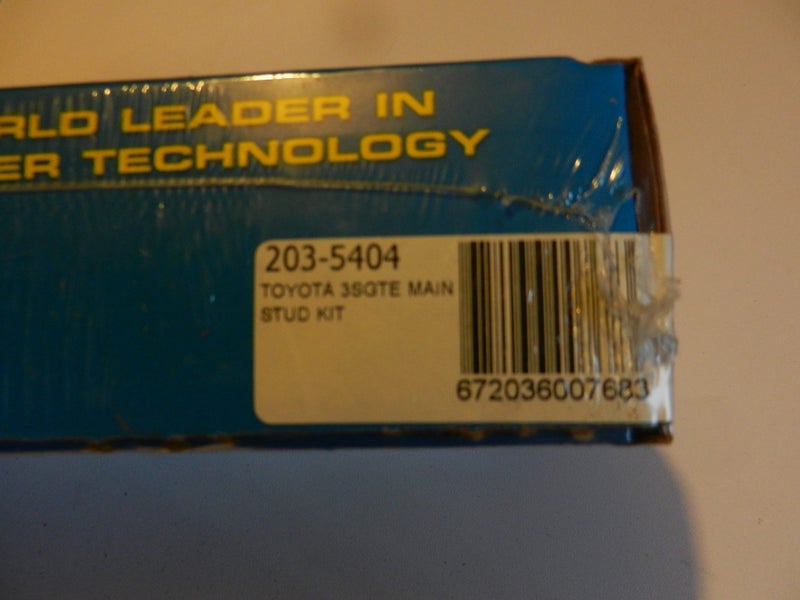 RLD LEADER IN
ER TECHNOLOGY
203-5404
TOYOTA 3SGTE MAIN
STUD KIT
672036007683